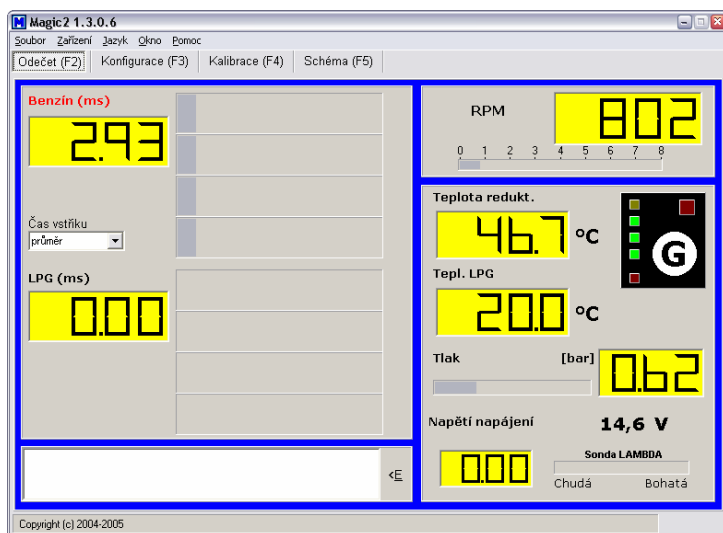 Magic2 1.3.0.6
Soubor Zařízení Jazyk Okno Pomoc
Odečet (F2) Konfigurace (F3) Kalibrace (F4) Schéma (F5)
Benzín (ms)
2.93
Čas vstřiku
průměr
LPG (ms)
0.00
<E
RPM
802
0 1 2 3 4 5 6 7 8
Teplota redukt.
46.7 °C
G
Tepl. LPG
20.0 °C
Tlak [bar]
0.62
Napětí napájení 14,6 V
0.00
Sonda LAMBDA
Chudá Bohatá
Copyright (c) 2004-2005